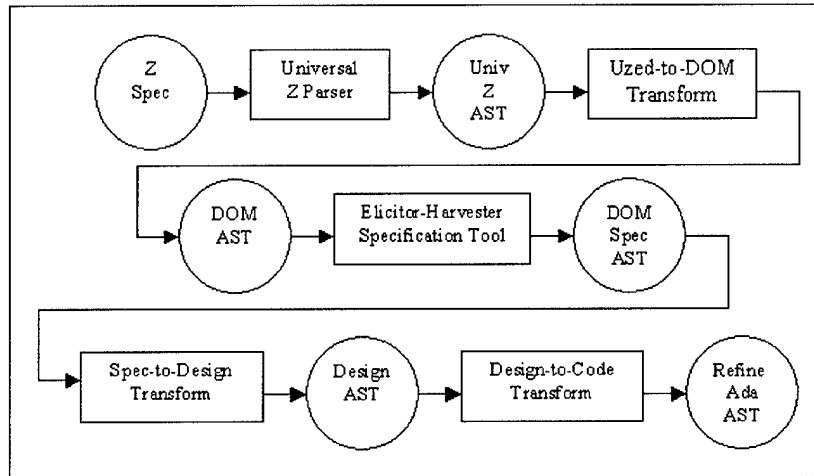 Z
Spec
Universal
Z Parser
Univ
Z
AST
Uzed-to-DOM
Transform
DOM
AST
Elicitor-Harvester
Specification Tool
DOM
Spec
AST
Spec-to-Design
Transform
Design
AST
Design-to-Code
Transform
Refine
Ada
AST